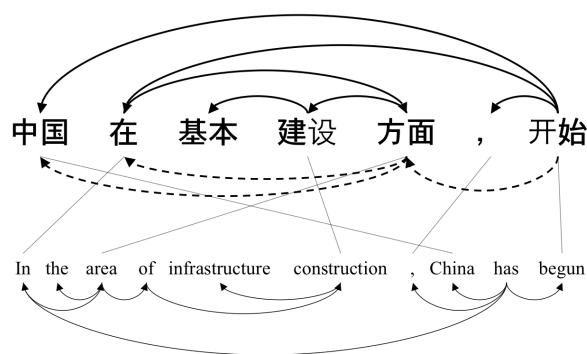 中国 在 基本 建设 方面 ， 开始
In the area of infrastructure construction , China has begun